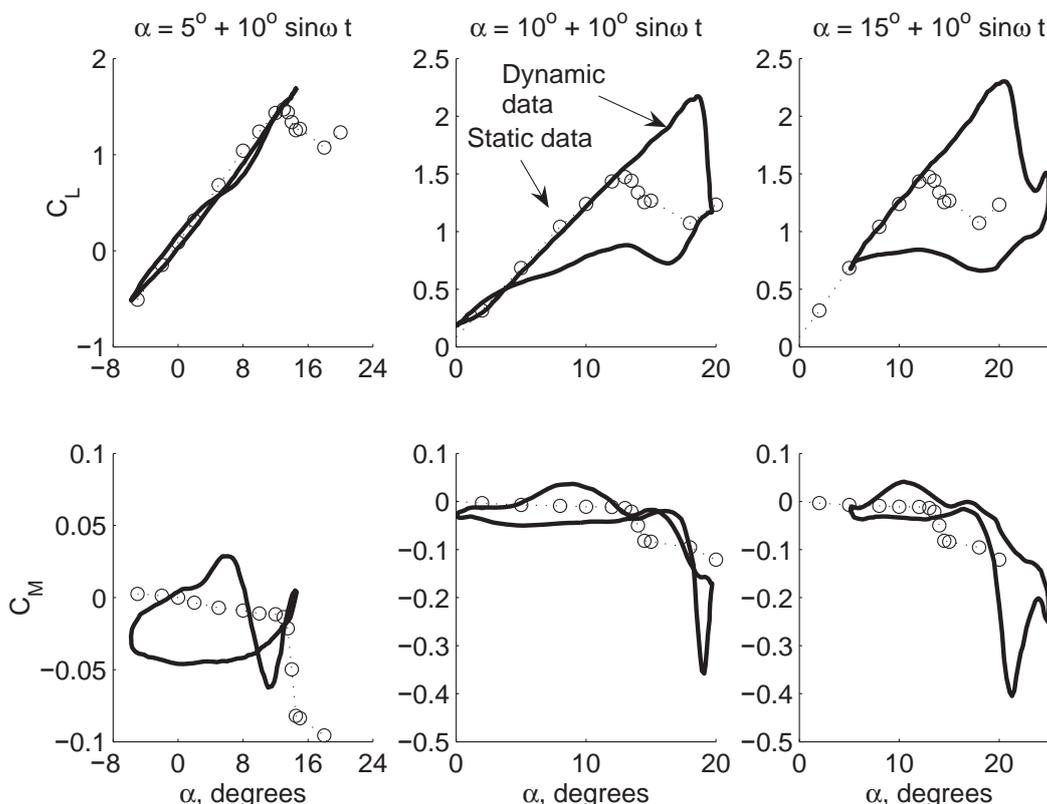 α = 5° + 10° sinω t
α = 10° + 10° sinω t
α = 15° + 10° sinω t
2
1
0
−1
C_L
−8 0 8 16 24
2.5
2
1.5
1
0.5
0
Dynamic
data
Static data
0 10 20
2.5
2
1.5
1
0.5
0
0 10 20
0.1
0.05
0
−0.05
−0.1
C_M
−8 0 8 16 24
α, degrees
0.1
0
−0.1
−0.2
−0.3
−0.4
−0.5
0 10 20
α, degrees
0.1
0
−0.1
−0.2
−0.3
−0.4
−0.5
0 10 20
α, degrees